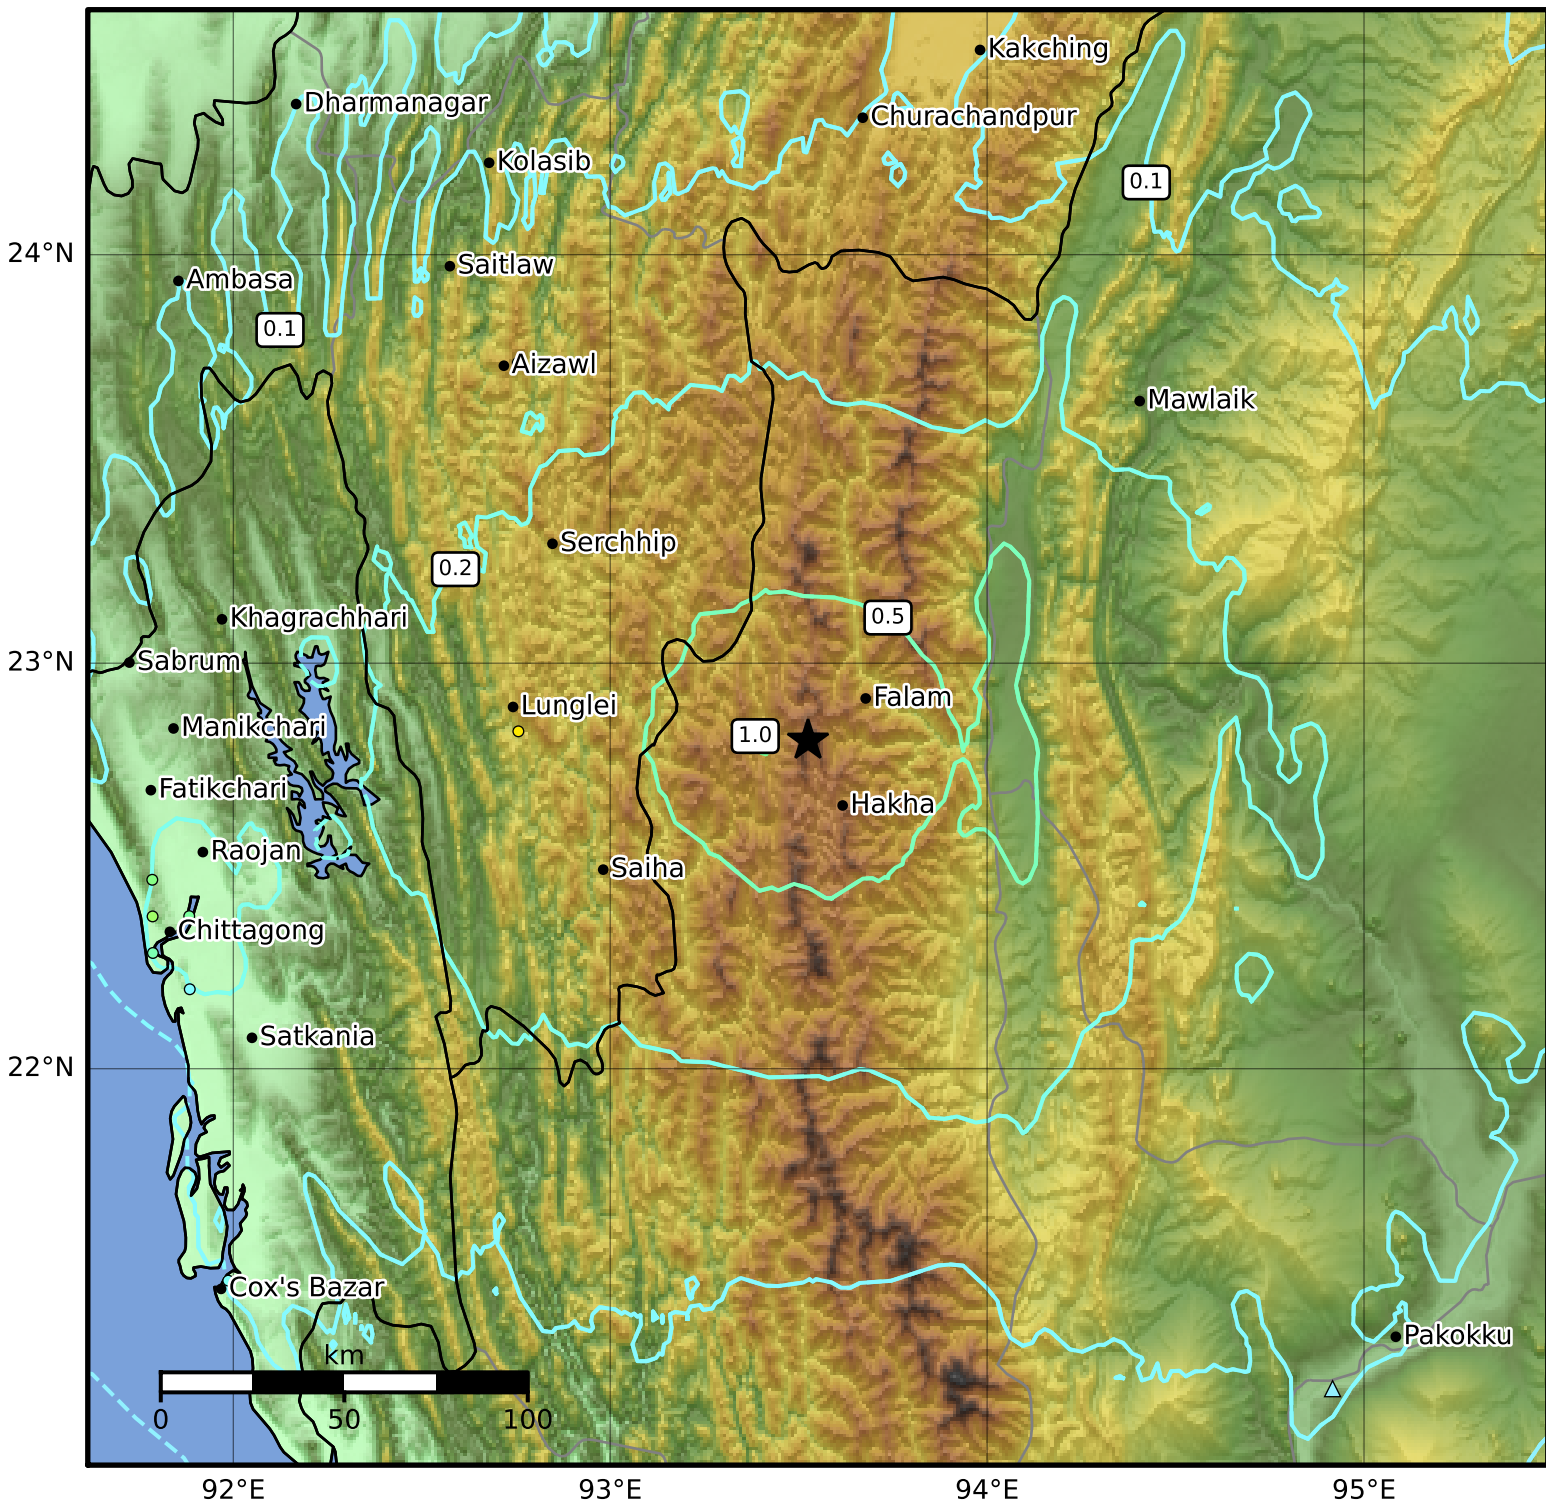 Kakching
Dharmanagar
Churachandpur
Kolasib
0.1
24°N
Saitlaw
Ambasa
0.1
Aizawl
Mawlaik
Serchhip
0.2
Khagrachhari
0.5
23°N
Sabrum
Falam
Lunglei
Manikchari
1.0
Fatikchari
Hakha
Raojan
Saiha
Chittagong
Satkania
22°N
Cox's Bazar
Pakokku
km
0 50 100
92°E 93°E 94°E 95°E